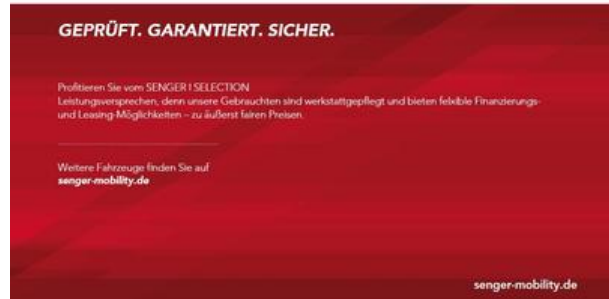 GEPRÜFT. GARANTIERT. SICHER.
Profitieren Sie vom SENGER I SELECTION
Leistungsversprechen, denn unsere Gebrauchten sind werkstattgepflegt und bieten felxible Finanzierungs-
und Leasing-Möglichkeiten – zu äußerst fairen Preisen.
Weitere Fahrzeuge finden Sie auf
senger-mobility.de
senger-mobility.de